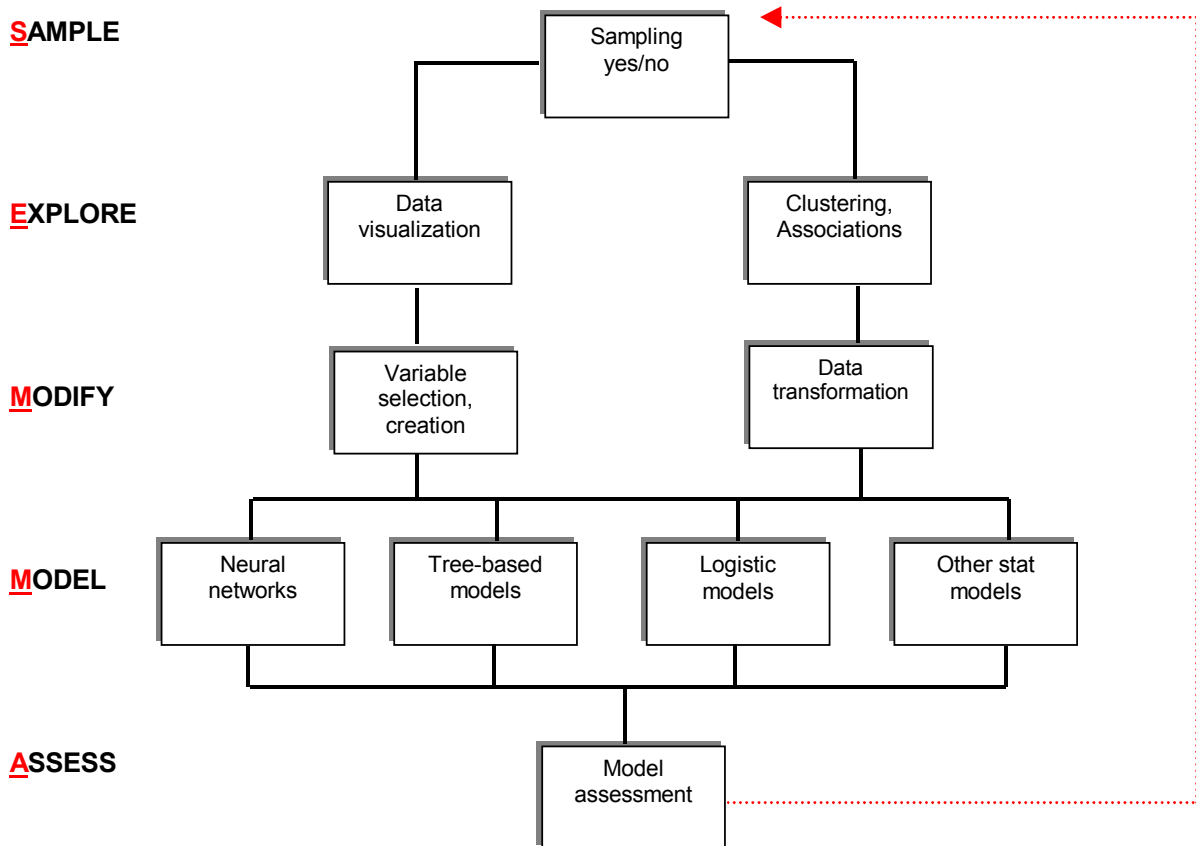 SAMPLE
Sampling
yes/no
EXPLORE
Data
visualization
Clustering,
Associations
MODIFY
Variable
selection,
creation
Data
transformation
MODEL
Neural
networks
Tree-based
models
Logistic
models
Other stat
models
ASSESS
Model
assessment